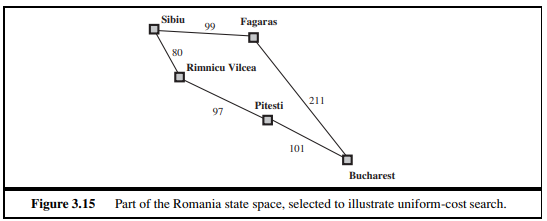 Sibiu
99
Fagaras
80
Rimnicu Vilcea
97
Pitesti
211
101
Bucharest
Figure 3.15 Part of the Romania state space, selected to illustrate uniform-cost search.